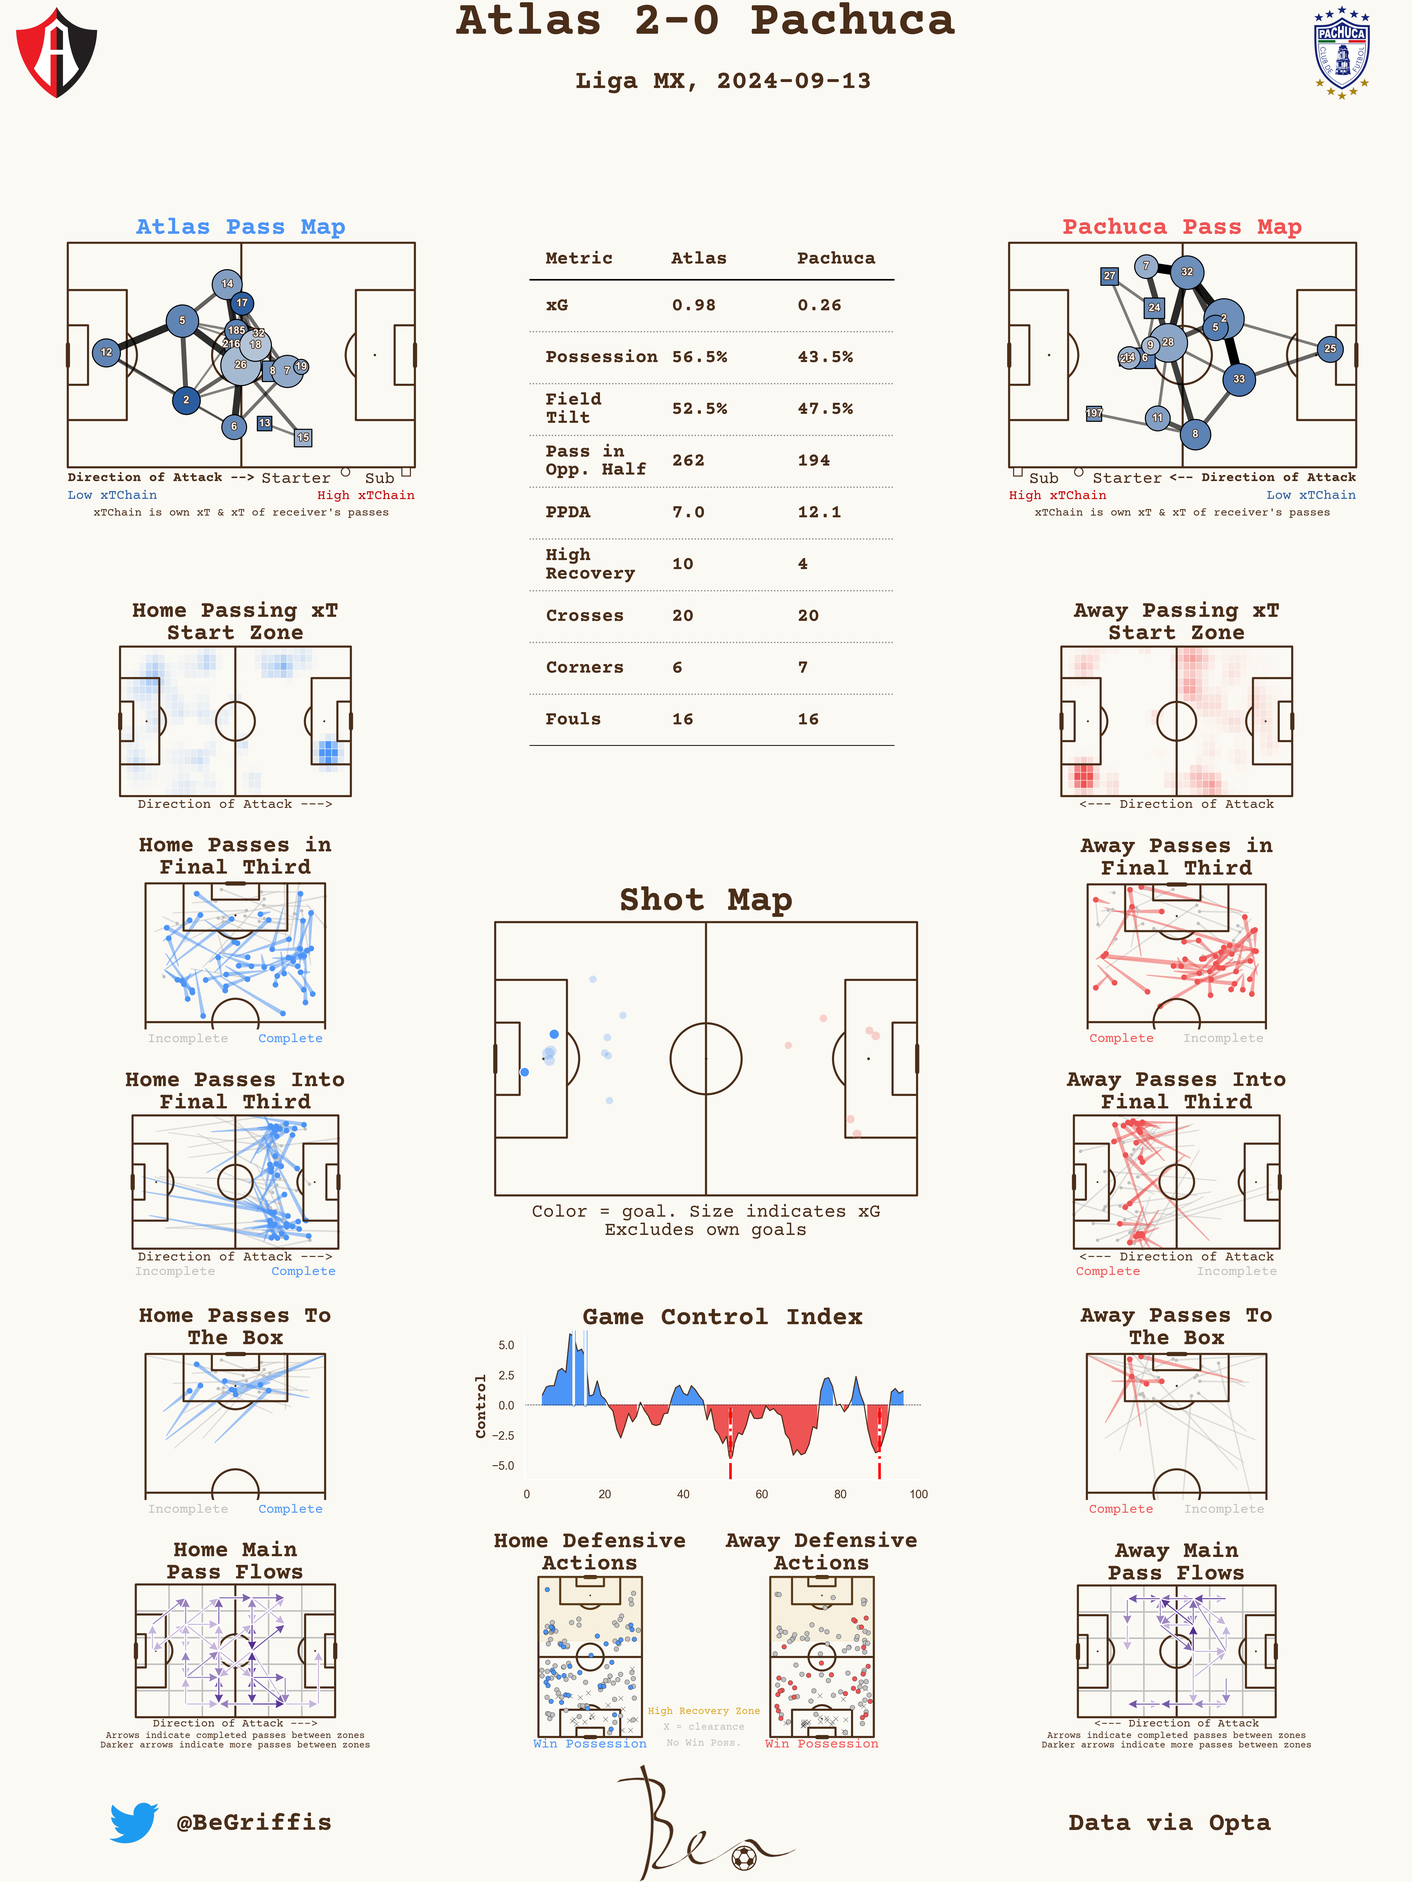 Atlas 2-0 Pachuca
Liga MX, 2024-09-13
PACHUCA
CLUB DE FUTBOL
Atlas Pass Map
14
17
5
185
32
18
12
26
8
7
19
2
6
13
15
Direction of Attack --> Starter Sub
Low xTChain High xTChain
xTChain is own xT & xT of receiver's passes
Metric Atlas Pachuca
xG 0.98 0.26
Possession 56.5% 43.5%
Field
Tilt 52.5% 47.5%
Pass in
Opp. Half 262 194
PPDA 7.0 12.1
High
Recovery 10 4
Crosses 20 20
Corners 6 7
Fouls 16 16
Pachuca Pass Map
27
7
32
24
2
5
9
28
14
6
25
33
197
11
8
Sub Starter <-- Direction of Attack
High xTChain Low xTChain
xTChain is own xT & xT of receiver's passes
Home Passing xT
Start Zone
Direction of Attack --->
Away Passing xT
Start Zone
<--- Direction of Attack
Home Passes in
Final Third
Incomplete Complete
Away Passes in
Final Third
Complete Incomplete
Shot Map
Color = goal. Size indicates xG
Excludes own goals
Home Passes Into
Final Third
Direction of Attack --->
Incomplete Complete
Away Passes Into
Final Third
<--- Direction of Attack
Complete Incomplete
Home Passes To
The Box
Incomplete Complete
Game Control Index
Control
5.0
2.5
0.0
−2.5
−5.0
0 20 40 60 80 100
Away Passes To
The Box
Complete Incomplete
Home Main
Pass Flows
Direction of Attack --->
Arrows indicate completed passes between zones
Darker arrows indicate more passes between zones
Home Defensive
Actions
Win Possession
High Recovery Zone
X = clearance
No Win Poss.
Away Defensive
Actions
Win Possession
Away Main
Pass Flows
<--- Direction of Attack
Arrows indicate completed passes between zones
Darker arrows indicate more passes between zones
@BeGriffis
Ben
Data via Opta